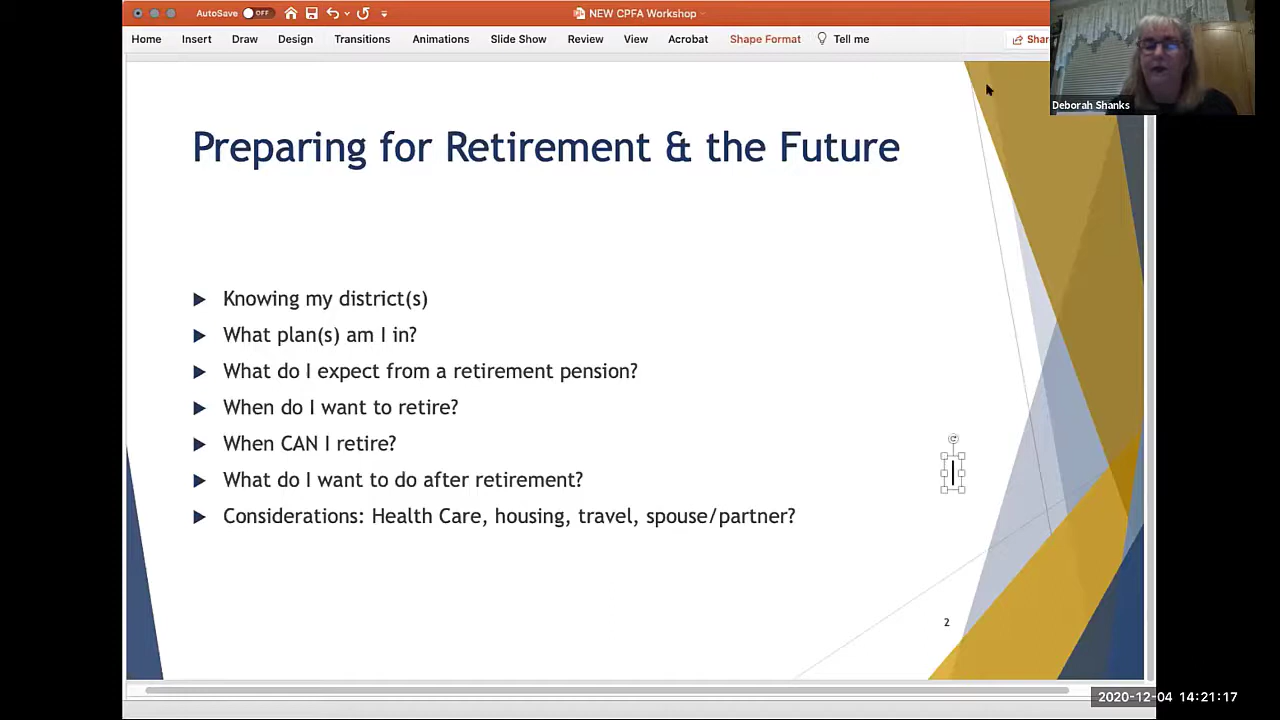 AutoSave OFF
NEW CPFA Workshop
Home Insert Draw Design Transitions Animations Slide Show Review View Acrobat Shape Format Tell me Shar
Deborah Shanks
Preparing for Retirement & the Future
Knowing my district(s)
What plan(s) am I in?
What do I expect from a retirement pension?
When do I want to retire?
When CAN I retire?
What do I want to do after retirement?
Considerations: Health Care, housing, travel, spouse/partner?
2
2020-12-04 14:21:17